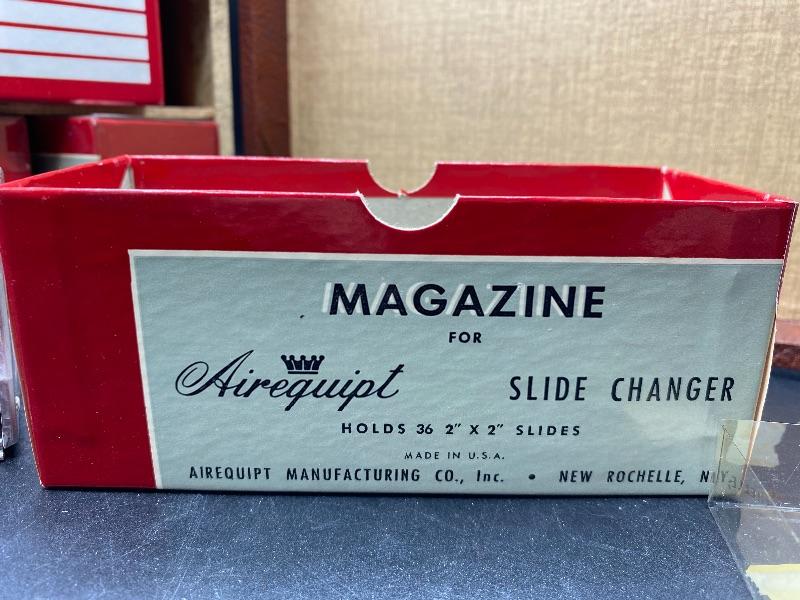 MAGAZINE
FOR
Airequipt SLIDE CHANGER
HOLDS 36 2" X 2" SLIDES
MADE IN U.S.A.
AIREQUIPT MANUFACTURING CO., Inc. • NEW ROCHELLE, N.Y.